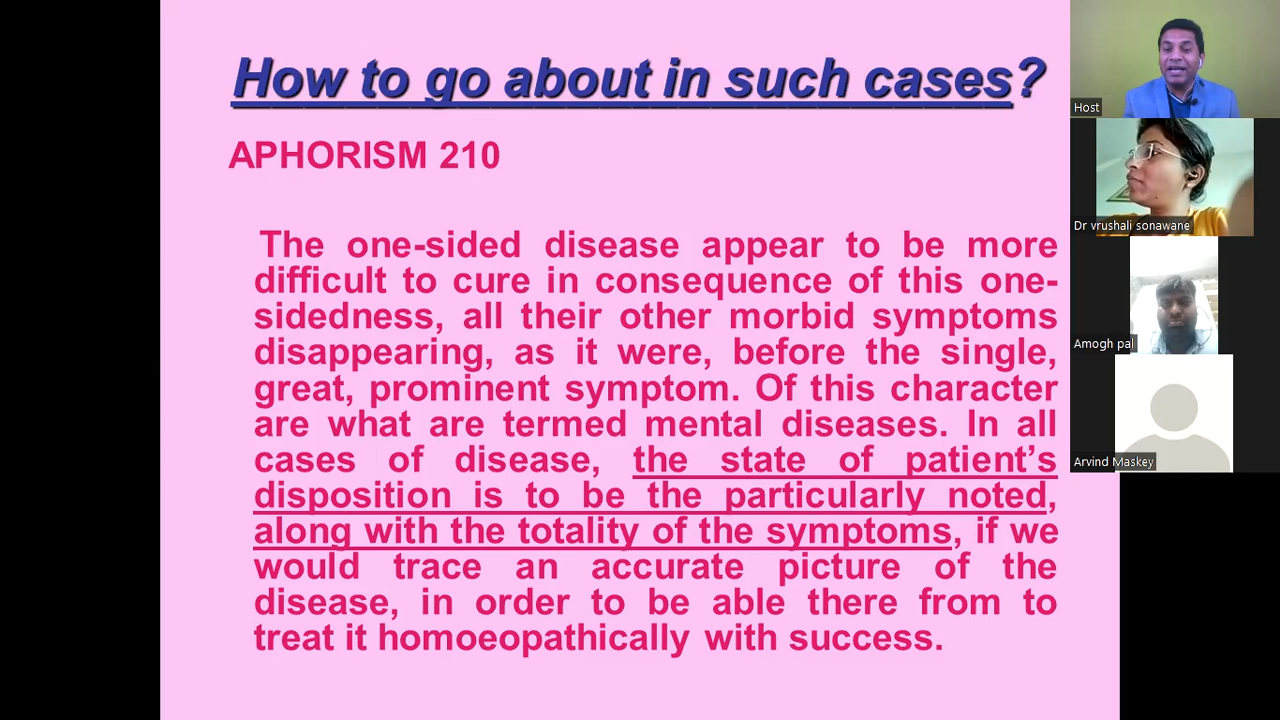 How to go about in such cases?
APHORISM 210
The one-sided disease appear to be more
difficult to cure in consequence of this one-
sidedness, all their other morbid symptoms
disappearing, as it were, before the single,
great, prominent symptom. Of this character
are what are termed mental diseases. In all
cases of disease, the state of patient's
disposition is to be the particularly noted,
along with the totality of the symptoms, if we
would trace an accurate picture of the
disease, in order to be able there from to
treat it homoeopathically with success.
Host
Dr vrushali sonawane
Amogh pal
Arvind Maskey